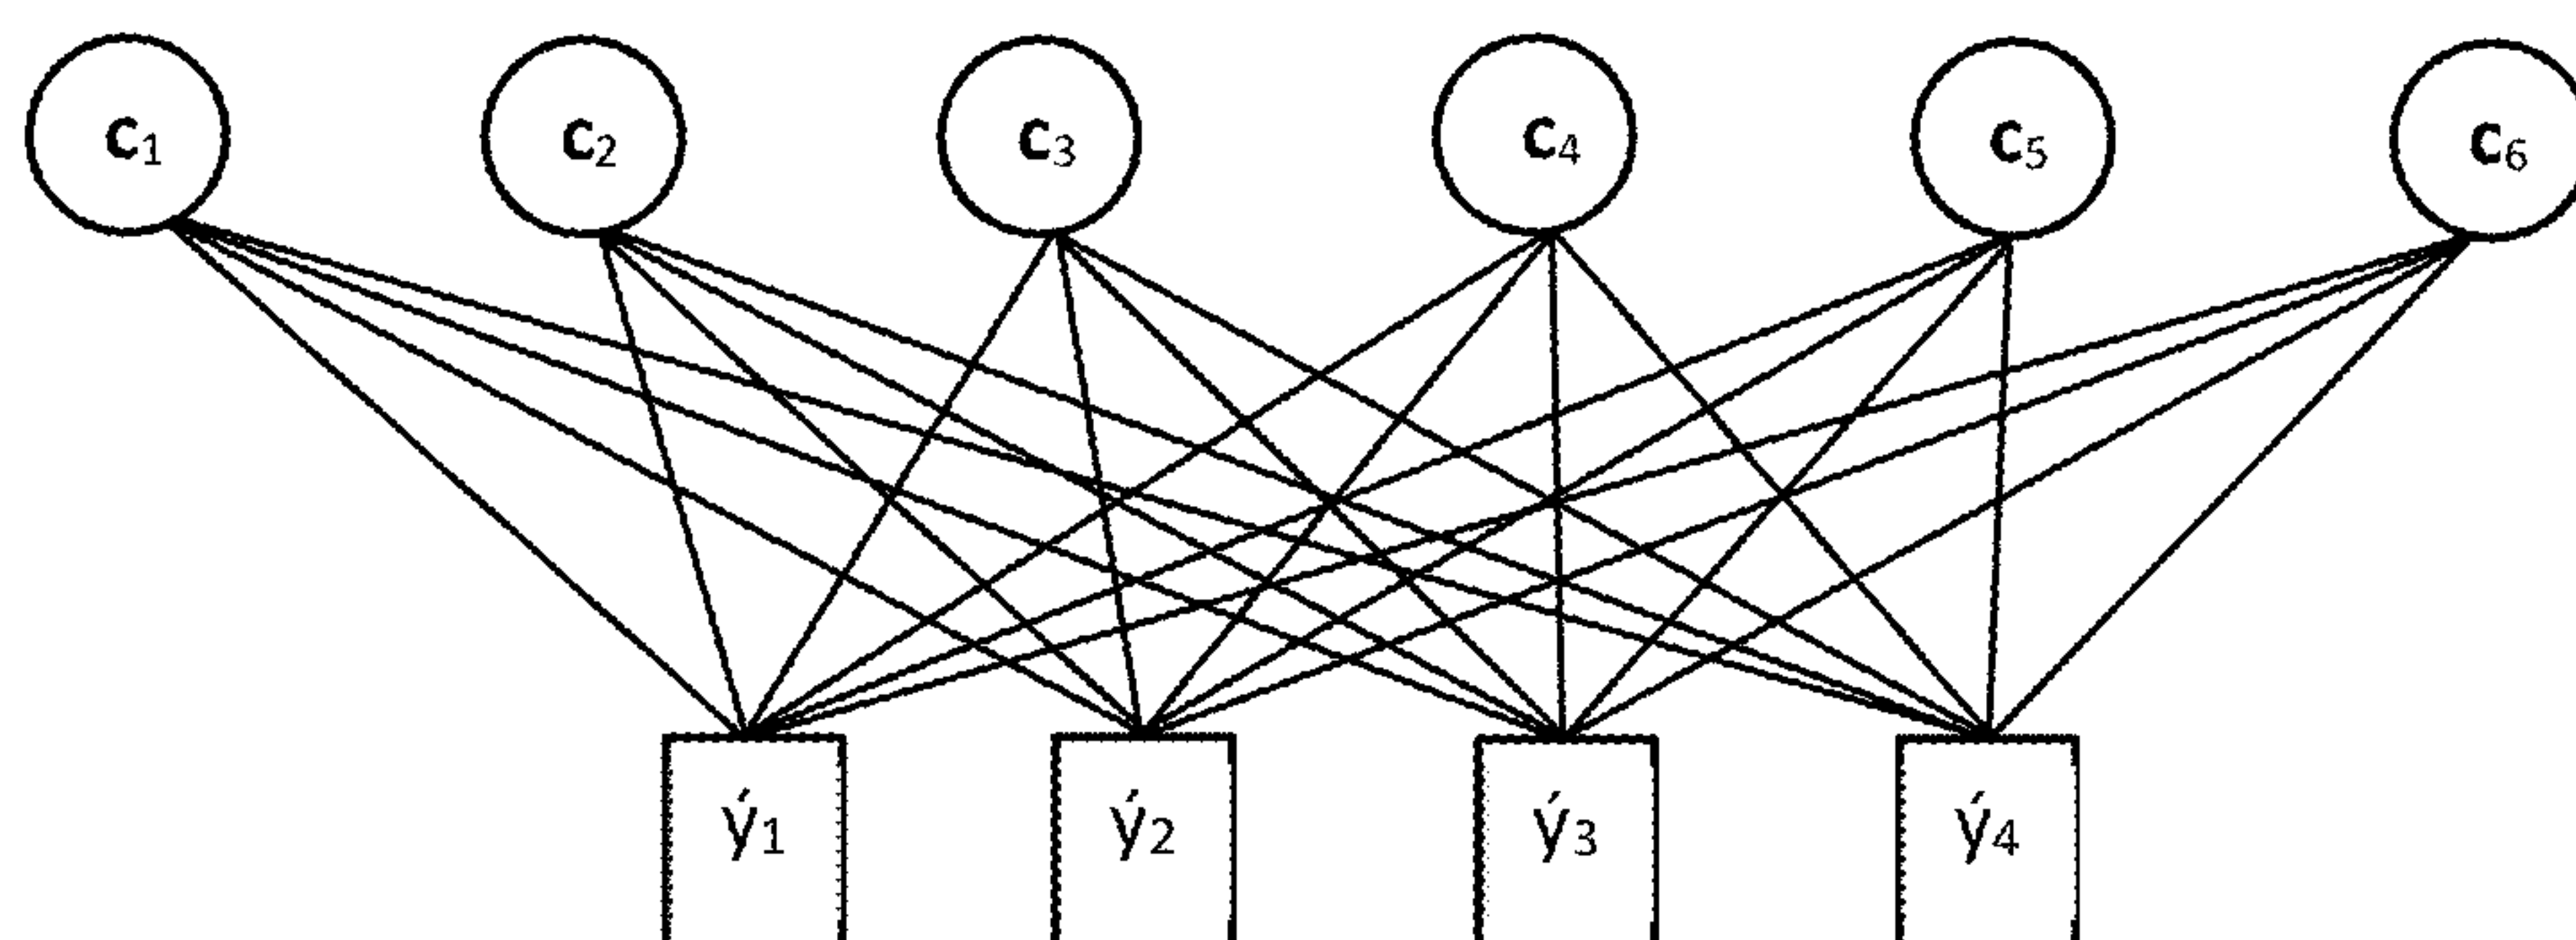 c₁ c₂ c₃ c₄ c₅ c₆
ý₁ ý₂ ý₃ ý₄